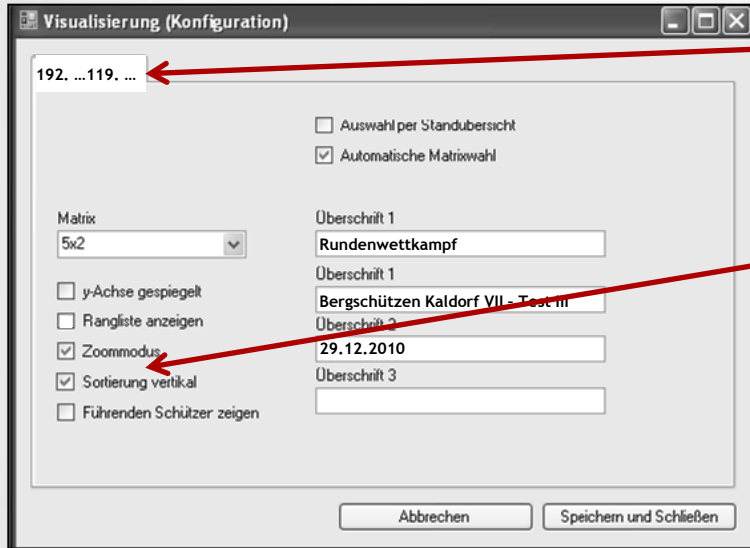 Visualisierung (Konfiguration)
192. ...119. ...
Auswahl per Standübersicht
Automatische Matrixwahl
Matrix
5x2
y-Achse gespiegelt
Rangliste anzeigen
Zoommodus
Sortierung vertikal
Führenden Schützer zeigen
Überschrift 1
Rundenwettkampf
Überschrift 1
Bergschützen Kaldorf VII - Test III
Überschrift 2
29.12.2010
Überschrift 3
Abbrechen
Speichern und Schließen